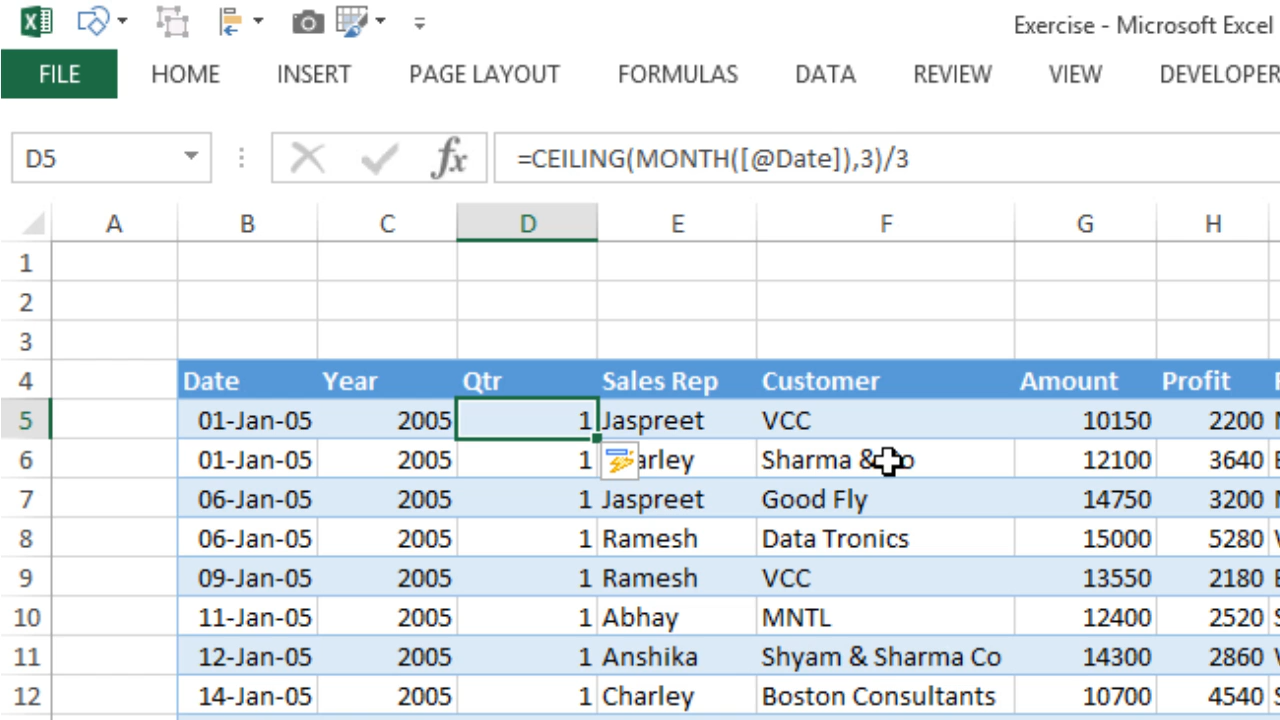 Exercise - Microsoft Excel
FILE HOME INSERT PAGE LAYOUT FORMULAS DATA REVIEW VIEW DEVELOPER
D5 fx =CEILING(MONTH([@Date]),3)/3
A B C D E F G H
1
2
3
4 Date Year Qtr Sales Rep Customer Amount Profit
5 01-Jan-05 2005 1 Jaspreet VCC 10150 2200
6 01-Jan-05 2005 1 arley Sharma & o 12100 3640
7 06-Jan-05 2005 1 Jaspreet Good Fly 14750 3200
8 06-Jan-05 2005 1 Ramesh Data Tronics 15000 5280
9 09-Jan-05 2005 1 Ramesh VCC 13550 2180
10 11-Jan-05 2005 1 Abhay MNTL 12400 2520
11 12-Jan-05 2005 1 Anshika Shyam & Sharma Co 14300 2860
12 14-Jan-05 2005 1 Charley Boston Consultants 10700 4540